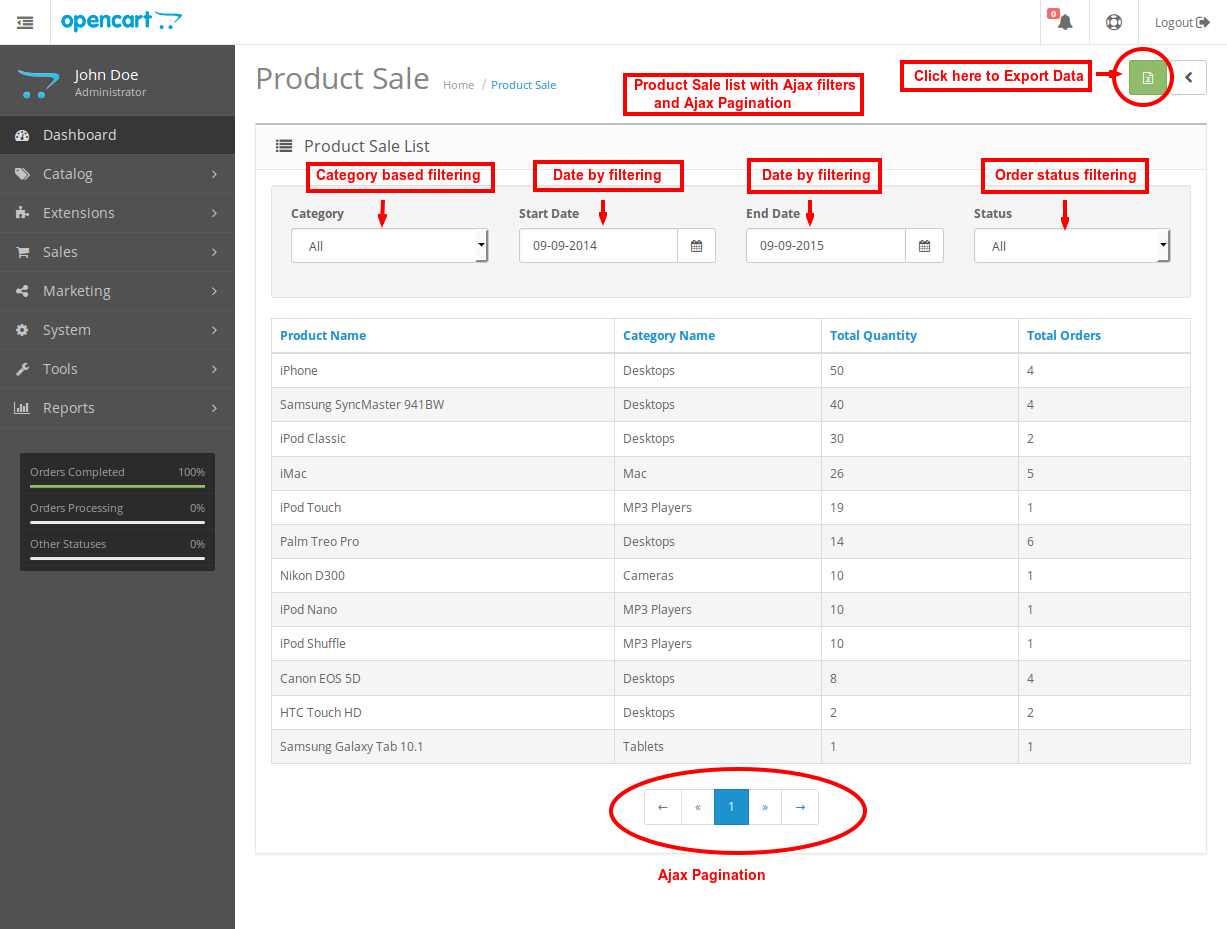 opencart
0
Logout
John Doe
Administrator
Dashboard
Catalog
Extensions
Sales
Marketing
System
Tools
Reports
Orders Completed 100%
Orders Processing 0%
Other Statuses 0%
Product Sale
Home / Product Sale
Product Sale list with Ajax filters
and Ajax Pagination
Click here to Export Data
Product Sale List
Category based filtering
Date by filtering
Date by filtering
Order status filtering
Category Start Date End Date Status
All 09-09-2014 09-09-2015 All
Product Name Category Name Total Quantity Total Orders
iPhone Desktops 50 4
Samsung SyncMaster 941BW Desktops 40 4
iPod Classic Desktops 30 2
iMac Mac 26 5
iPod Touch MP3 Players 19 1
Palm Treo Pro Desktops 14 6
Nikon D300 Cameras 10 1
iPod Nano MP3 Players 10 1
iPod Shuffle MP3 Players 10 1
Canon EOS 5D Desktops 8 4
HTC Touch HD Desktops 2 2
Samsung Galaxy Tab 10.1 Tablets 1 1
← « 1 » →
Ajax Pagination